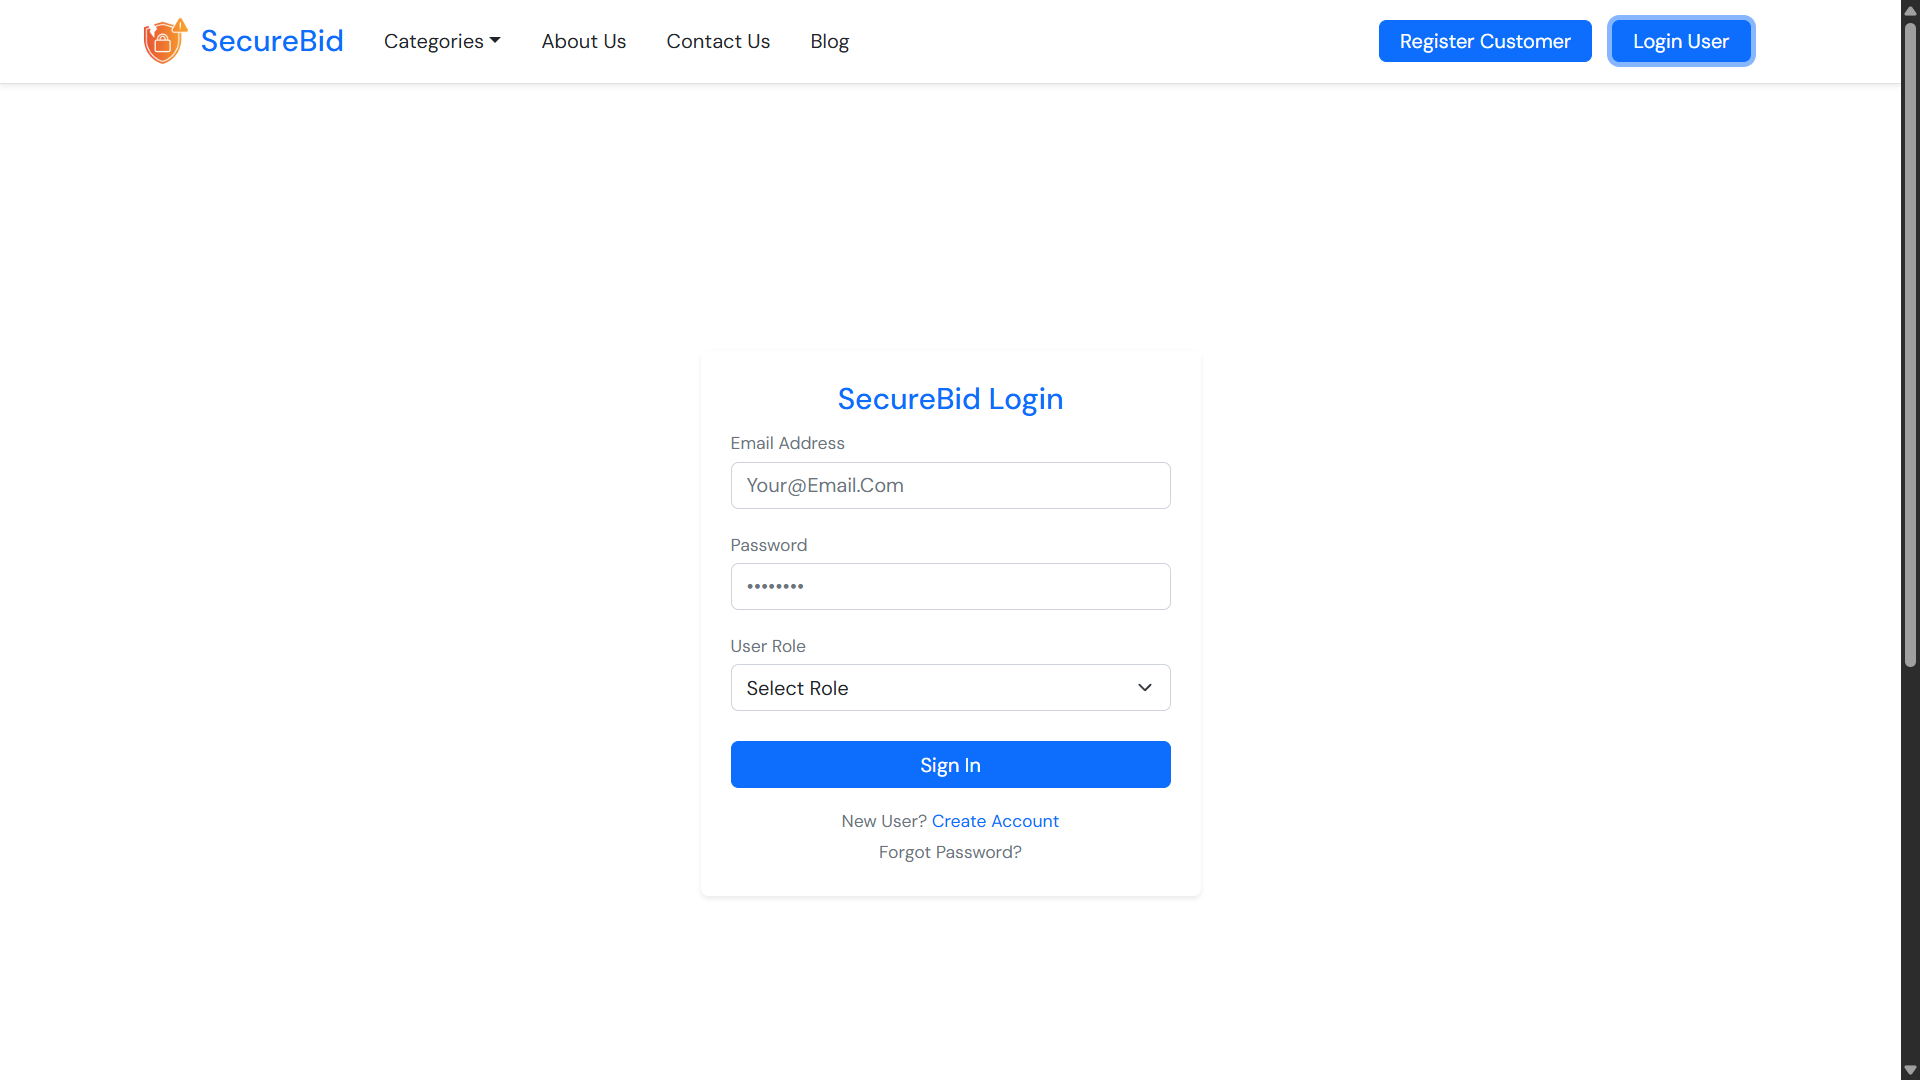 SecureBid Categories About Us Contact Us Blog Register Customer Login User
SecureBid Login
Email Address
Your@Email.Com
Password
••••••••
User Role
Select Role
Sign In
New User? Create Account
Forgot Password?